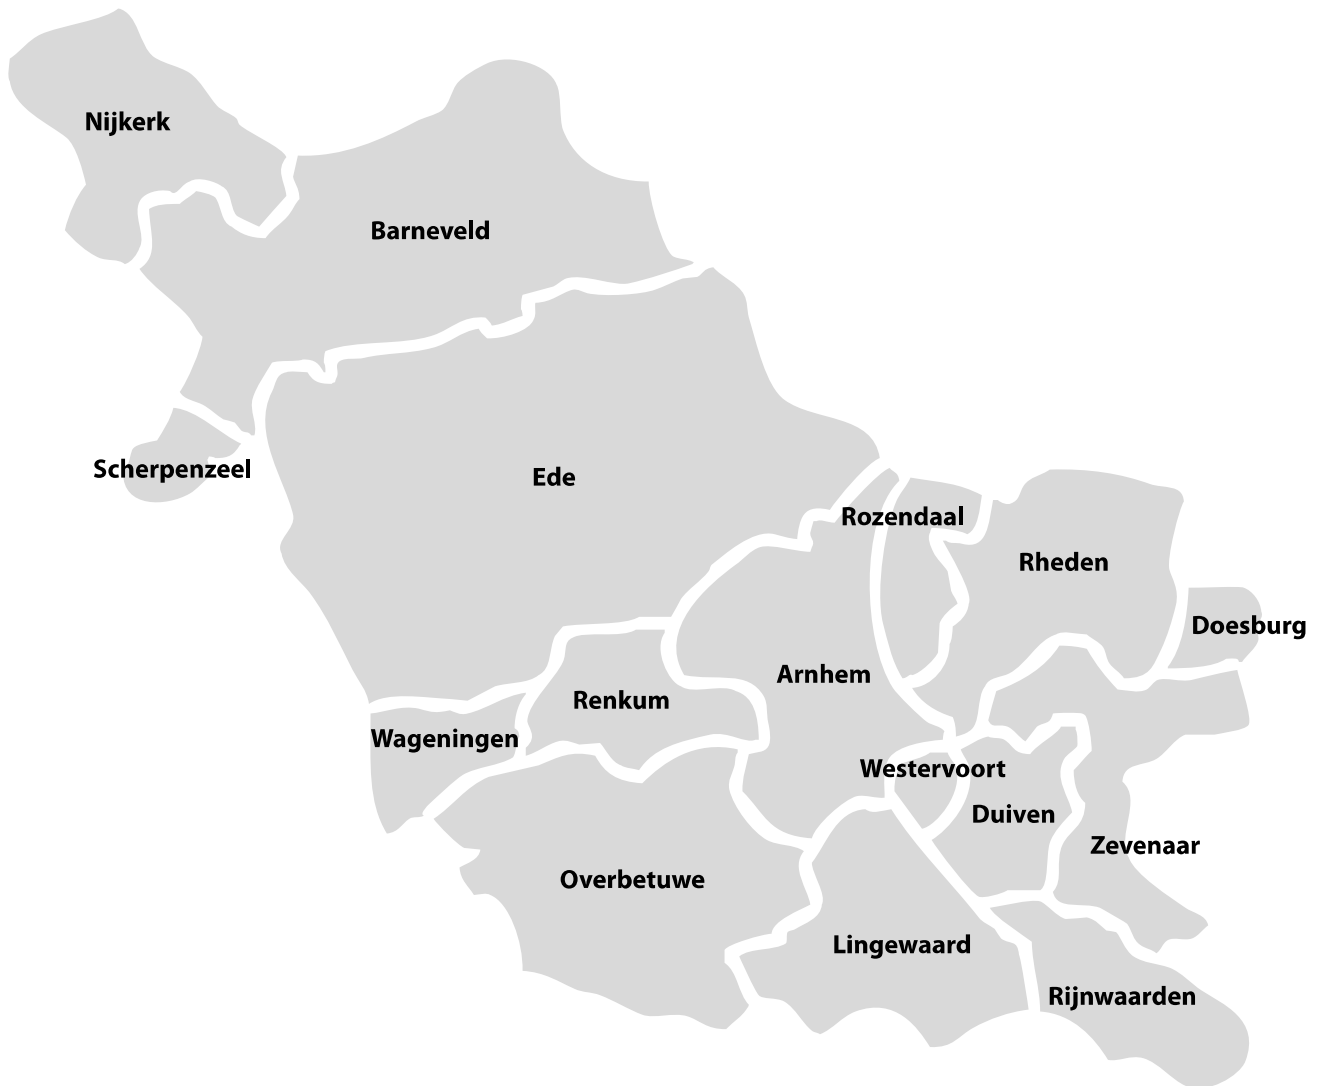 Nijkerk
Barneveld
Scherpenzeel
Ede
Rozendaal
Rheden
Doesburg
Arnhem
Renkum
Wageningen
Westervoort
Duiven
Zevenaar
Overbetuwe
Lingewaard
Rijnwaarden